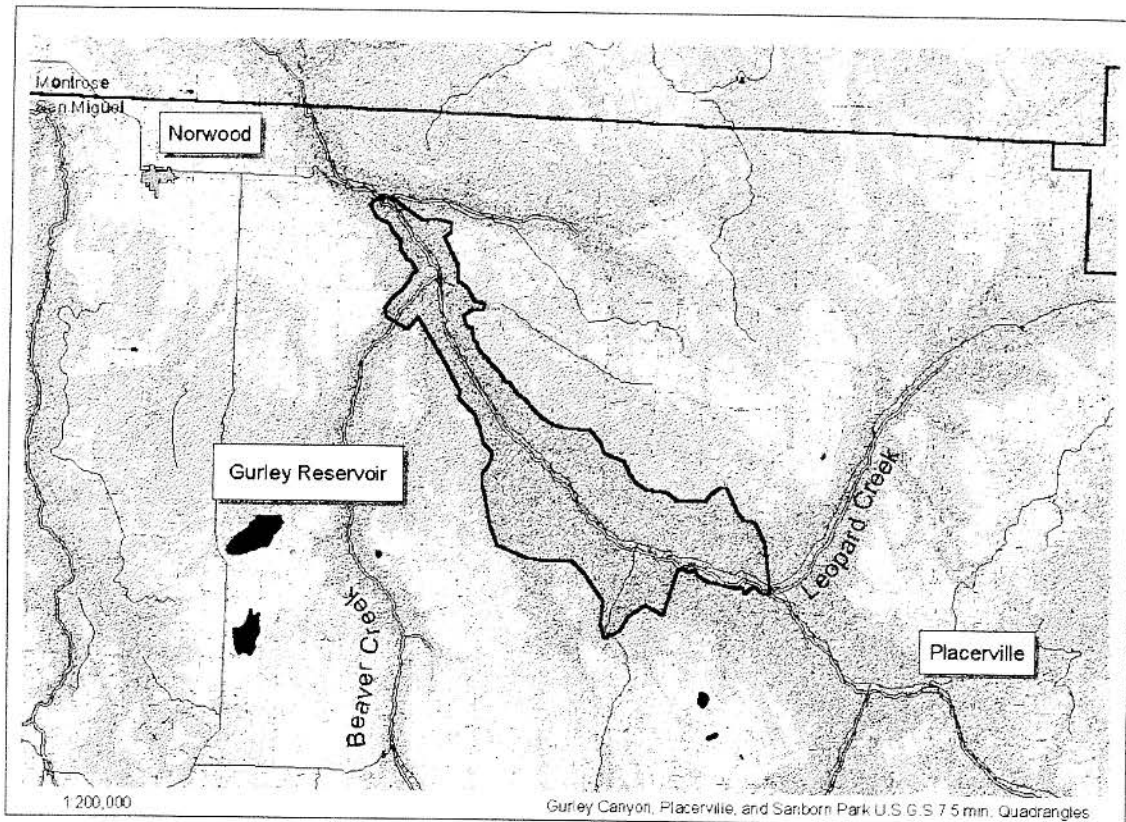 Montrose
San Miguel
Norwood
Gurley Reservoir
Beaver Creek
Leopard Creek
Placerville
1:200,000
Gurley Canyon, Placerville, and Sanborn Park U.S.G.S 7.5 min. Quadrangles